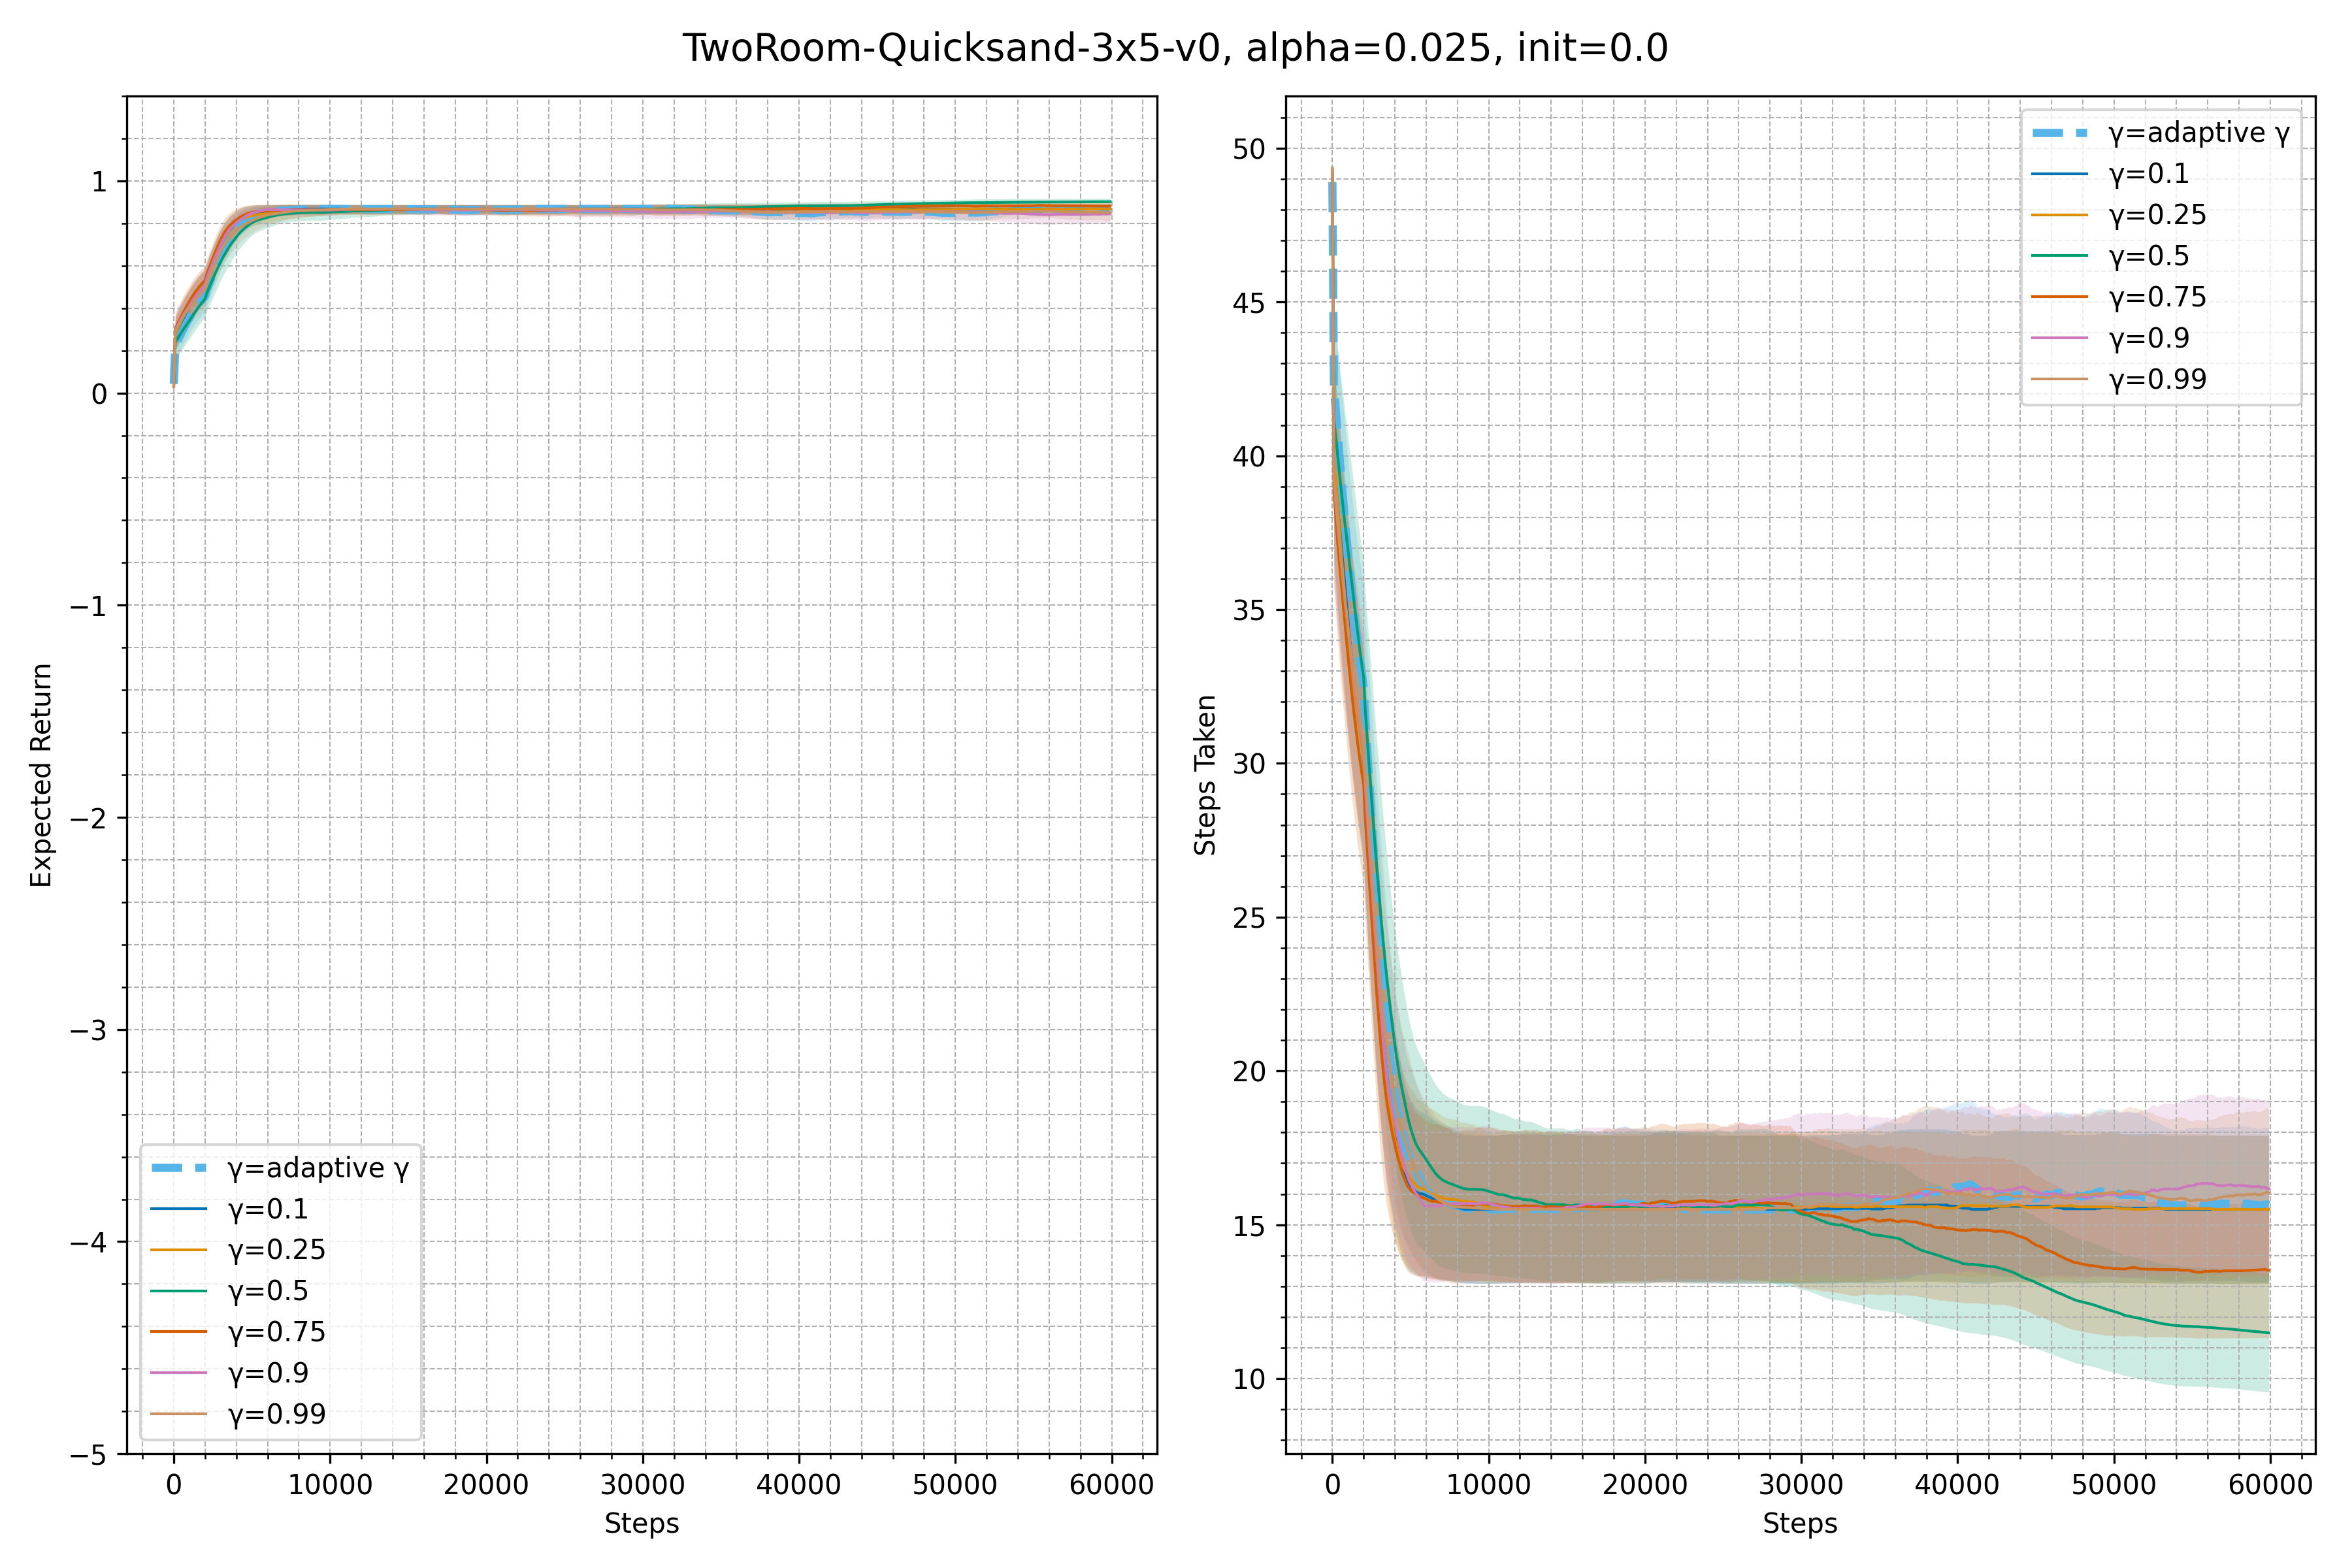 TwoRoom-Quicksand-3x5-v0, alpha=0.025, init=0.0
Expected Return
1
0
−1
−2
−3
−4
−5
γ=adaptive γ
γ=0.1
γ=0.25
γ=0.5
γ=0.75
γ=0.9
γ=0.99
0 10000 20000 30000 40000 50000 60000
Steps
Steps Taken
50
45
40
35
30
25
20
15
10
γ=adaptive γ
γ=0.1
γ=0.25
γ=0.5
γ=0.75
γ=0.9
γ=0.99
0 10000 20000 30000 40000 50000 60000
Steps